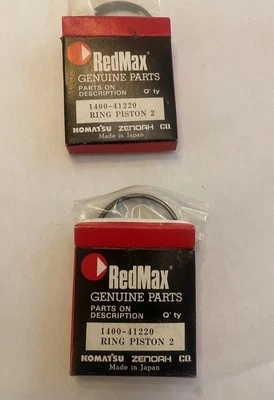 RedMax
GENUINE PARTS
PARTS ON
DESCRIPTION Q'ty
1400-41220
RING PISTON 2
KOMATSU ZENOAH CO.
Made in Japan
RedMax
GENUINE PARTS
PARTS ON
DESCRIPTION Q' ty
1400-41220
RING PISTON 2
KOMATSU ZENOAH CO.
Made in Japan